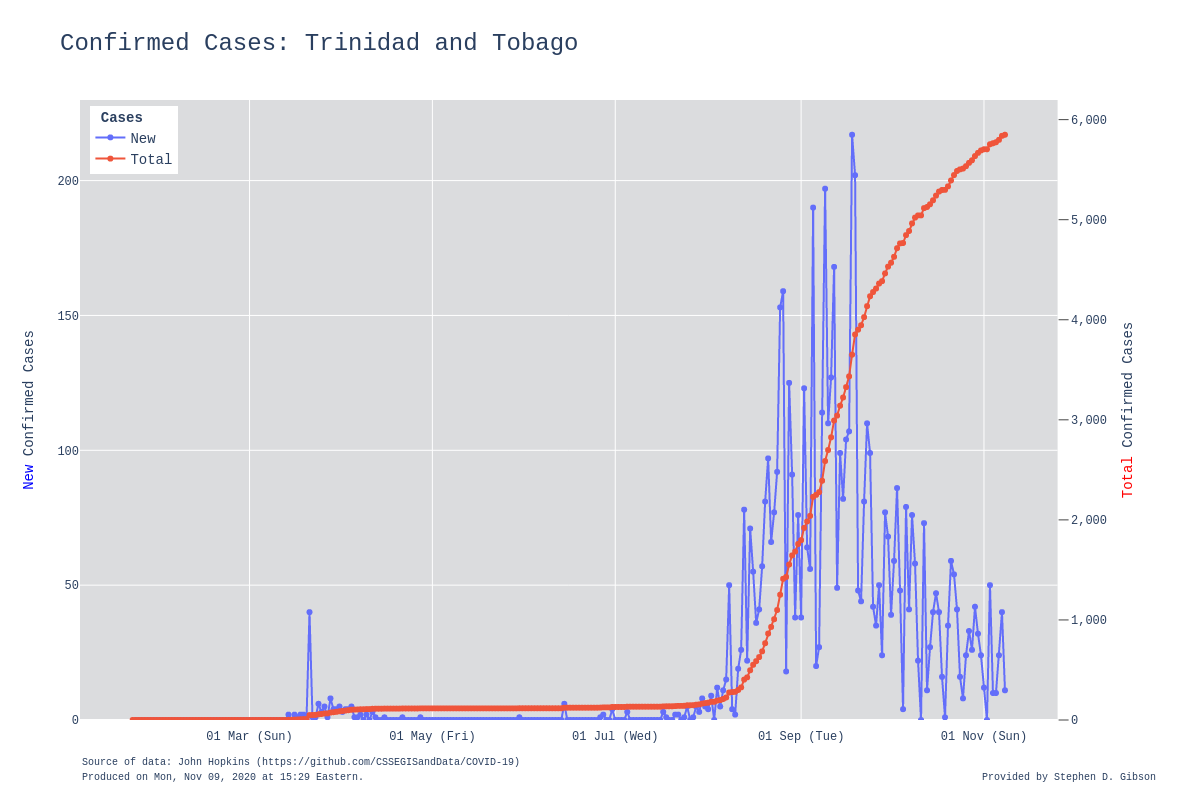 Confirmed Cases: Trinidad and Tobago
Cases
New
Total
200
150
100
50
0
6,000
5,000
4,000
3,000
2,000
1,000
0
New Confirmed Cases
Total Confirmed Cases
01 Mar (Sun)
01 May (Fri)
01 Jul (Wed)
01 Sep (Tue)
01 Nov (Sun)
Source of data: John Hopkins (https://github.com/CSSEGISandData/COVID-19)
Produced on Mon, Nov 09, 2020 at 15:29 Eastern.
Provided by Stephen D. Gibson